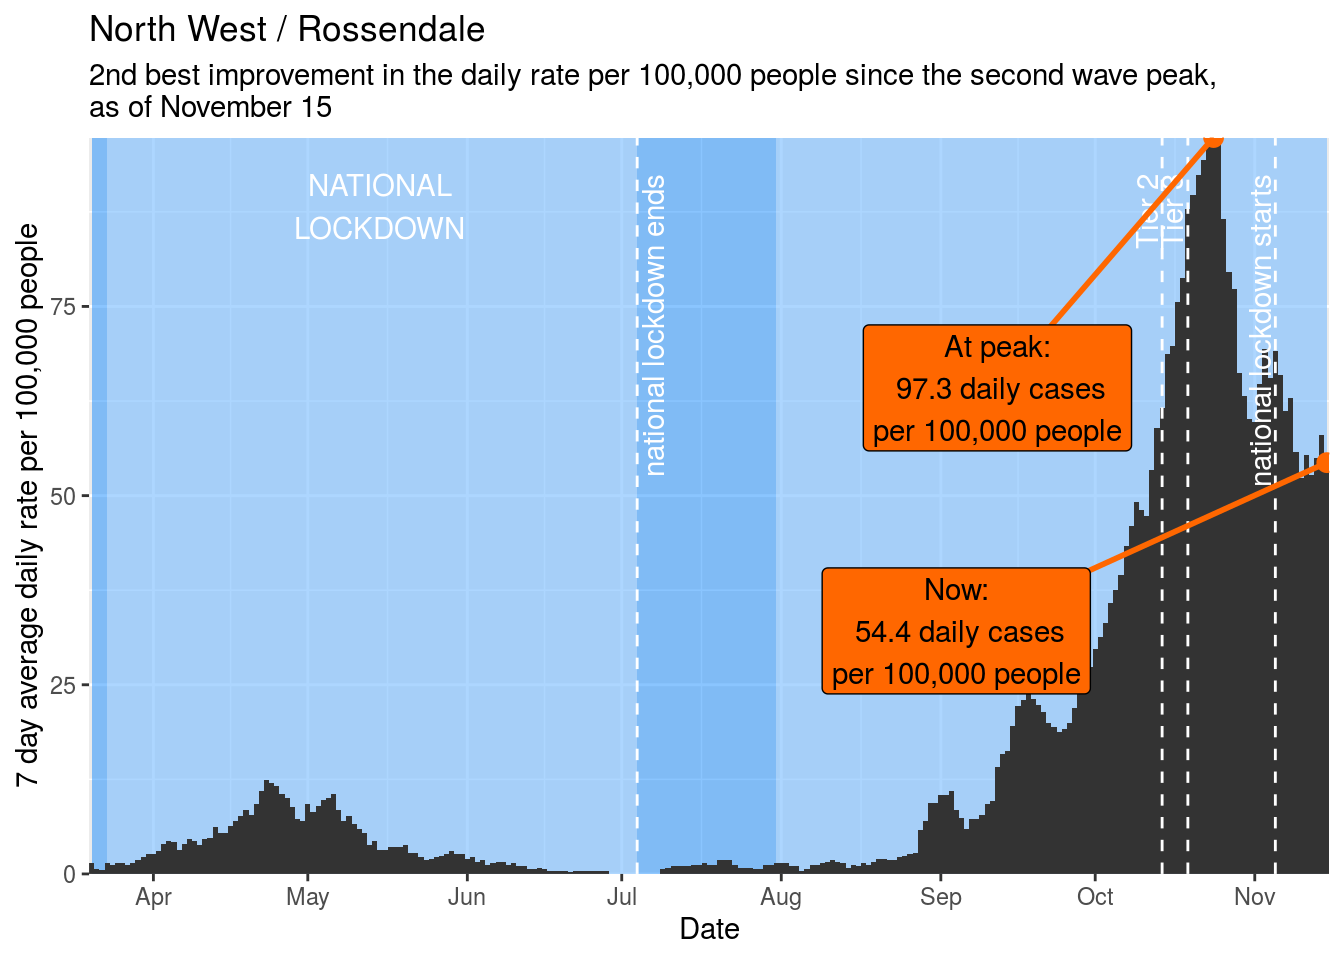 North West / Rossendale
2nd best improvement in the daily rate per 100,000 people since the second wave peak,
as of November 15
NATIONAL
LOCKDOWN
national lockdown ends
Tier 2
Tier 3
national lockdown starts
At peak:
97.3 daily cases
per 100,000 people
Now:
54.4 daily cases
per 100,000 people
7 day average daily rate per 100,000 people
75
50
25
0
Apr
May
Jun
Jul
Aug
Sep
Oct
Nov
Date